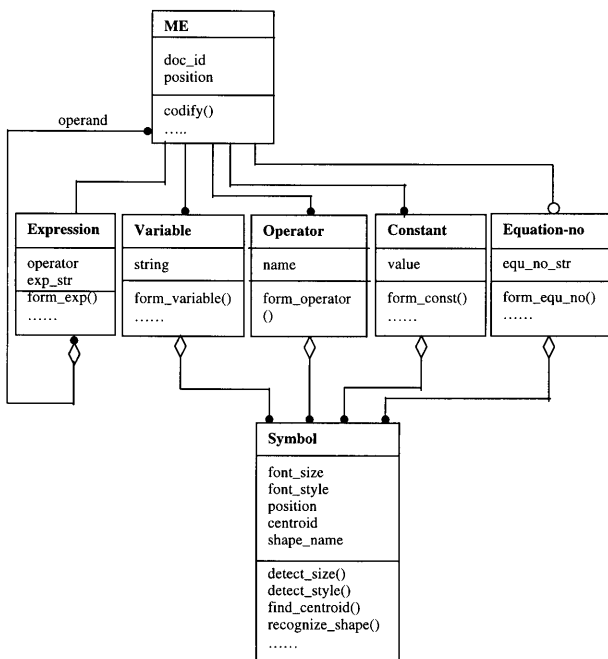 ME
doc_id
position
codify()
.....
operand
Expression
operator
exp_str
form_exp()
......
Variable
string
form_variable()
......
Operator
name
form_operator
()
Constant
value
form_const()
......
Equation-no
equ_no_str
form_equ_no()
......
Symbol
font_size
font_style
position
centroid
shape_name
detect_size()
detect_style()
find_centroid()
recognize_shape()
......